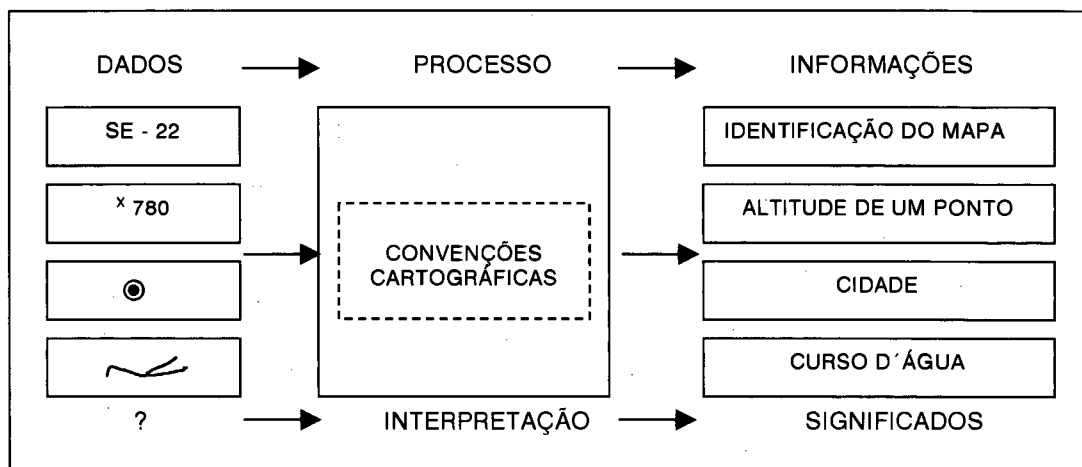 DADOS PROCESSO INFORMAÇÕES
SE - 22
IDENTIFICAÇÃO DO MAPA
x 780
ALTITUDE DE UM PONTO
CONVENÇÕES
CARTOGRÁFICAS
CIDADE
CURSO D´ÁGUA
? INTERPRETAÇÃO SIGNIFICADOS